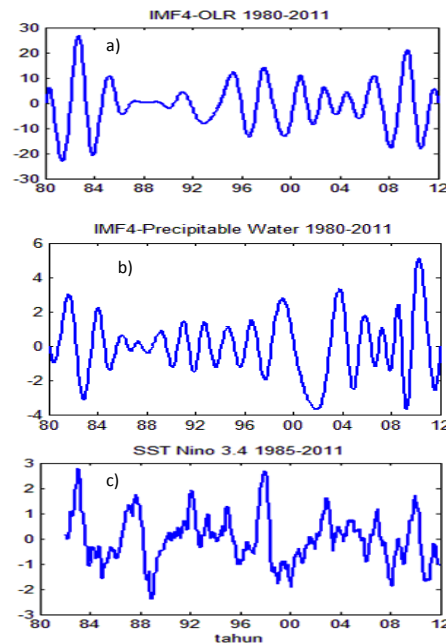 IMF4-OLR 1980-2011
a)
30
20
10
0
-10
-20
-30
80 84 88 92 96 00 04 08 12
IMF4-Precipitable Water 1980-2011
b)
6
4
2
0
-2
-4
80 84 88 92 96 00 04 08 12
SST Nino 3.4 1985-2011
c)
3
2
1
0
-1
-2
-3
80 84 88 92 96 00 04 08 12
tahun